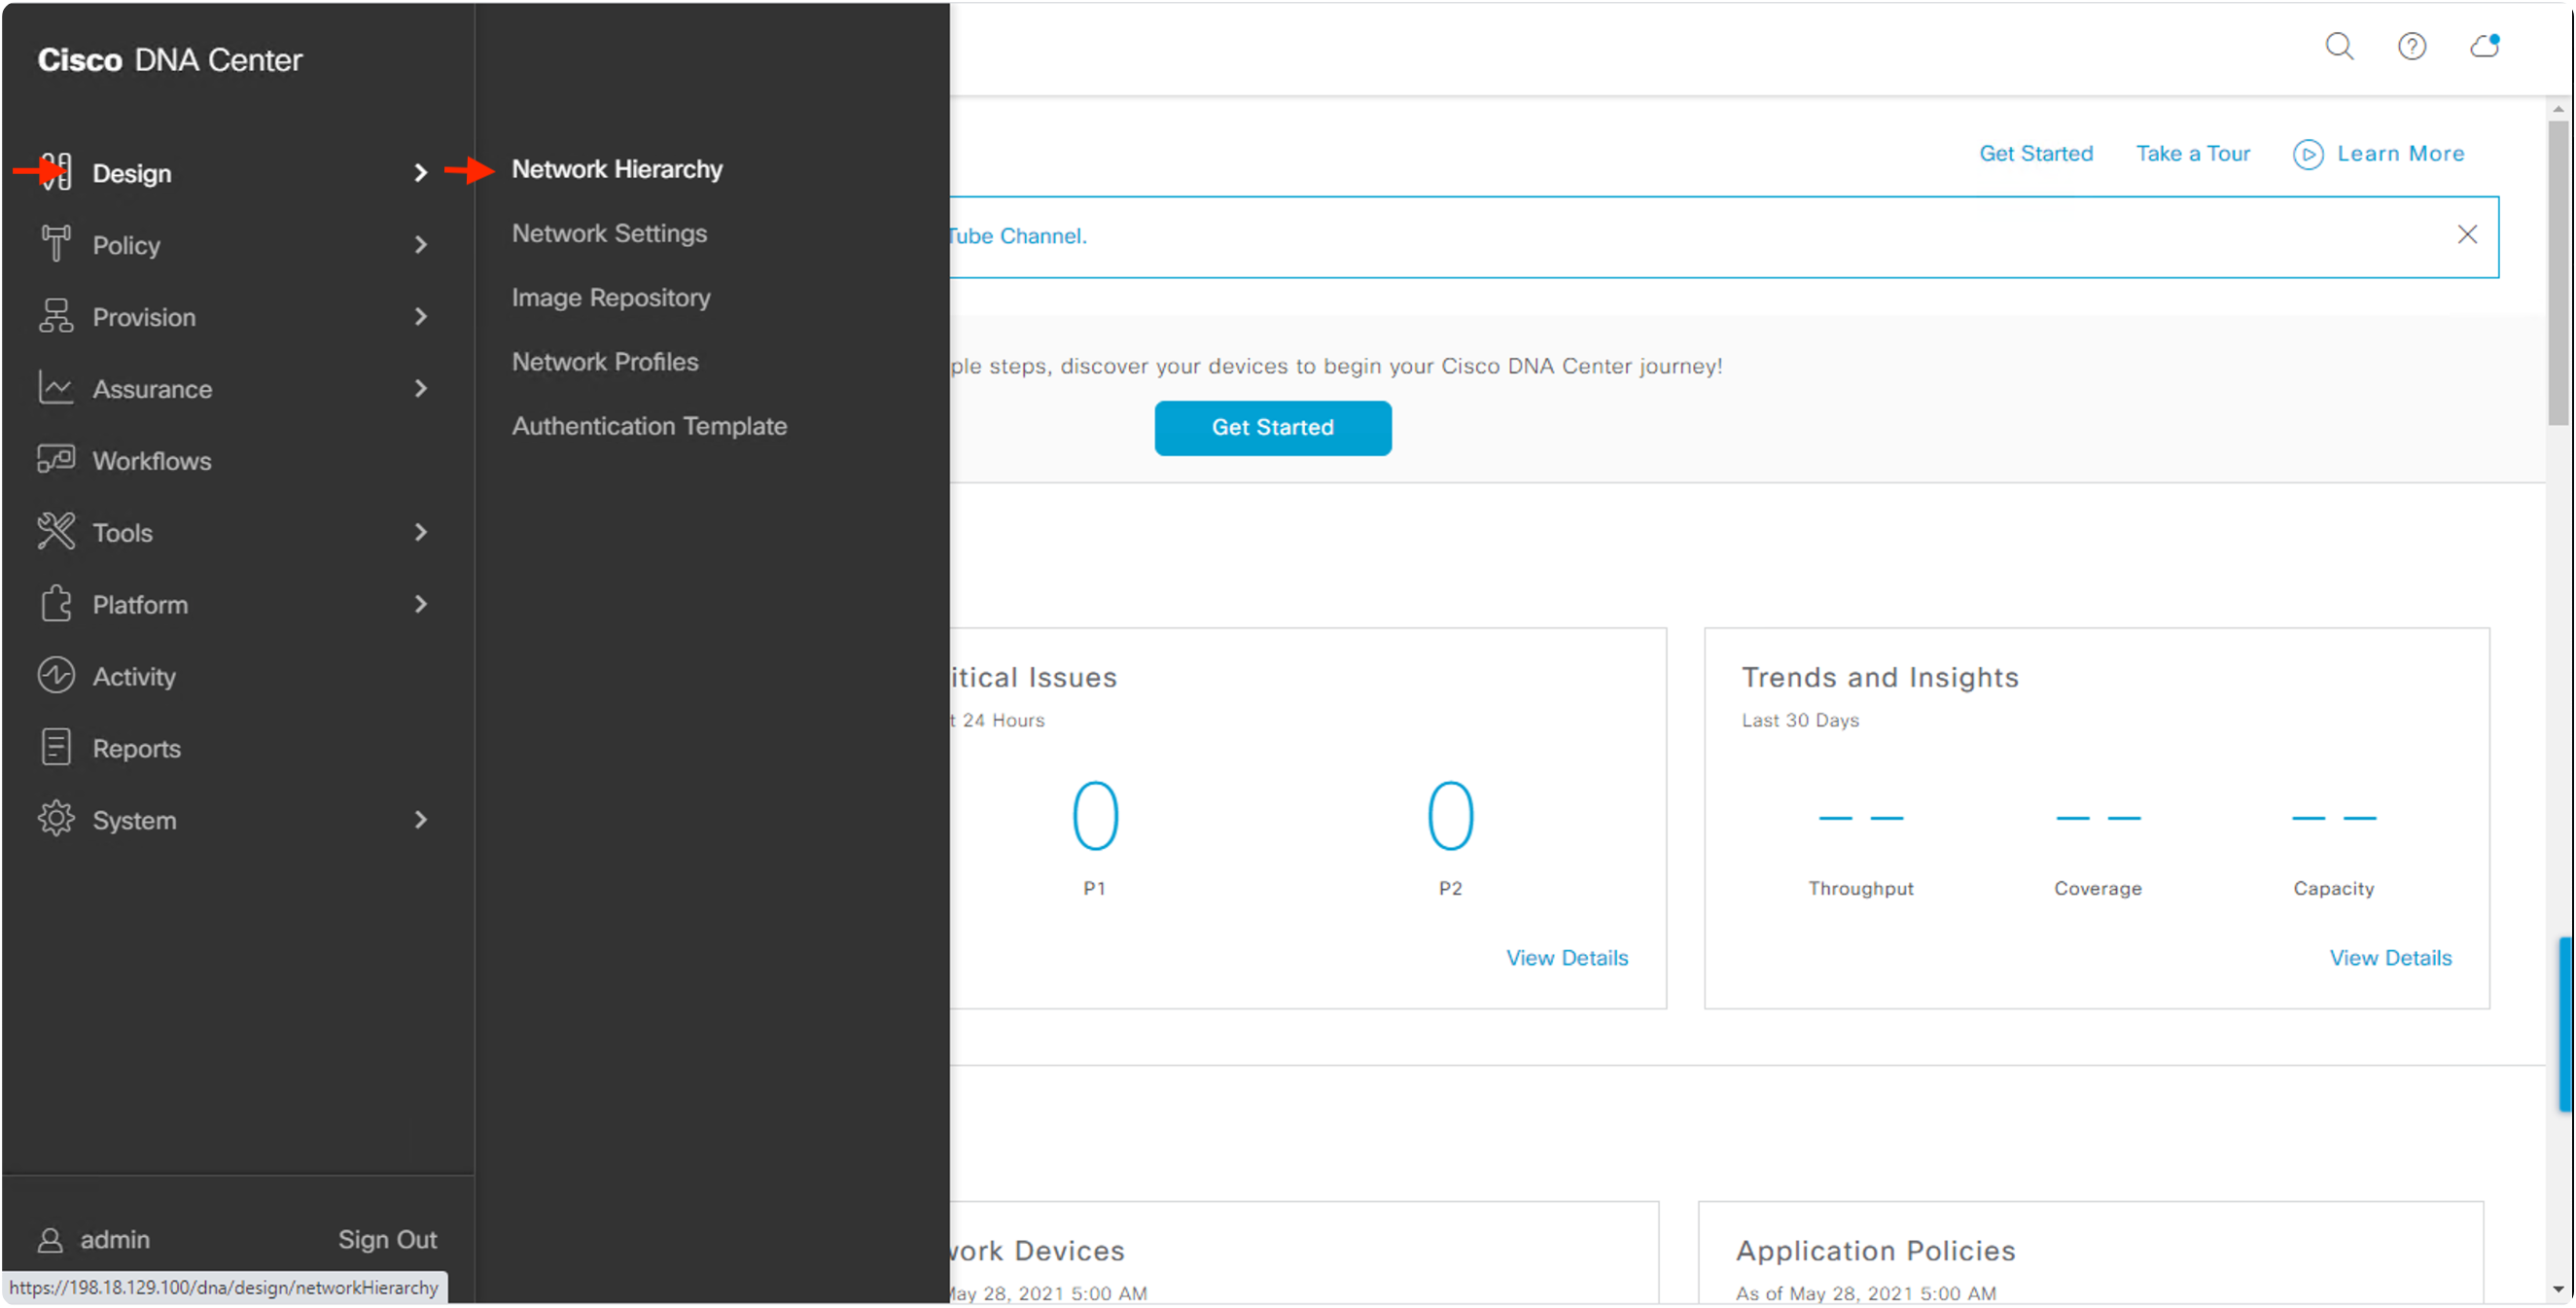 Cisco DNA Center
Design
Policy
Provision
Assurance
Workflows
Tools
Platform
Activity
Reports
System
admin
Sign Out
https://198.18.129.100/dna/design/networkHierarchy
Network Hierarchy
Network Settings
Image Repository
Network Profiles
Authentication Template
Get Started
Take a Tour
Learn More
Tube Channel.
ple steps, discover your devices to begin your Cisco DNA Center journey!
Get Started
itical Issues
t 24 Hours
0
0
P1
P2
View Details
Trends and Insights
Last 30 Days
-- -- --
Throughput
Coverage
Capacity
View Details
work Devices
May 28, 2021 5:00 AM
Application Policies
As of May 28, 2021 5:00 AM